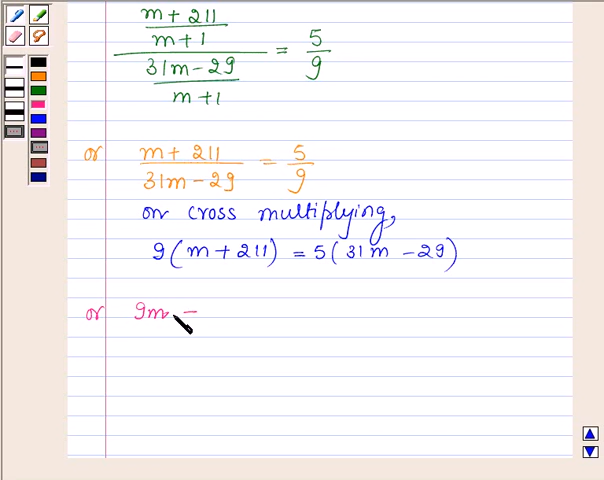 m + 211
m + 1
31m - 29
m + 1
= 5
9
or m + 211 = 5
31m - 29 9
on cross multiplying,
9 ( m + 211 ) = 5 ( 31m - 29 )
or 9m -